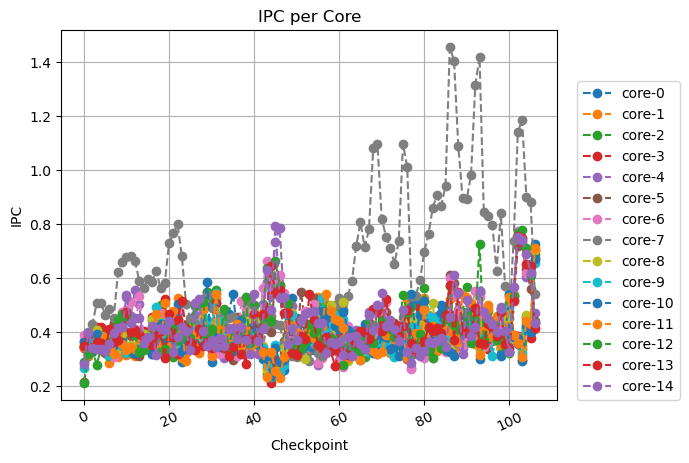 IPC per Core
IPC
1.4
1.2
1.0
0.8
0.6
0.4
0.2
0
20
40
60
80
100
Checkpoint
core-0
core-1
core-2
core-3
core-4
core-5
core-6
core-7
core-8
core-9
core-10
core-11
core-12
core-13
core-14